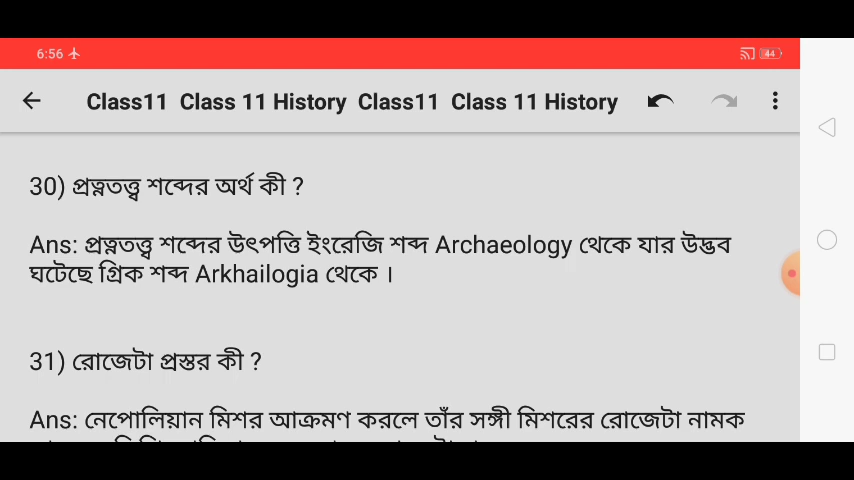 6:56
44
Class11 Class 11 History Class11 Class 11 History
30) প্রত্নতত্ত্ব শব্দের অর্থ কী ?
Ans: প্রত্নতত্ত্ব শব্দের উৎপত্তি ইংরেজি শব্দ Archaeology থেকে যার উদ্ভব
ঘটেছে গ্রিক শব্দ Arkhailogia থেকে ।
31) রোজেটা প্রস্তর কী ?
Ans: নেপোলিয়ান মিশর আক্রমণ করলে তাঁর সঙ্গী মিশরের রোজেটা নামক